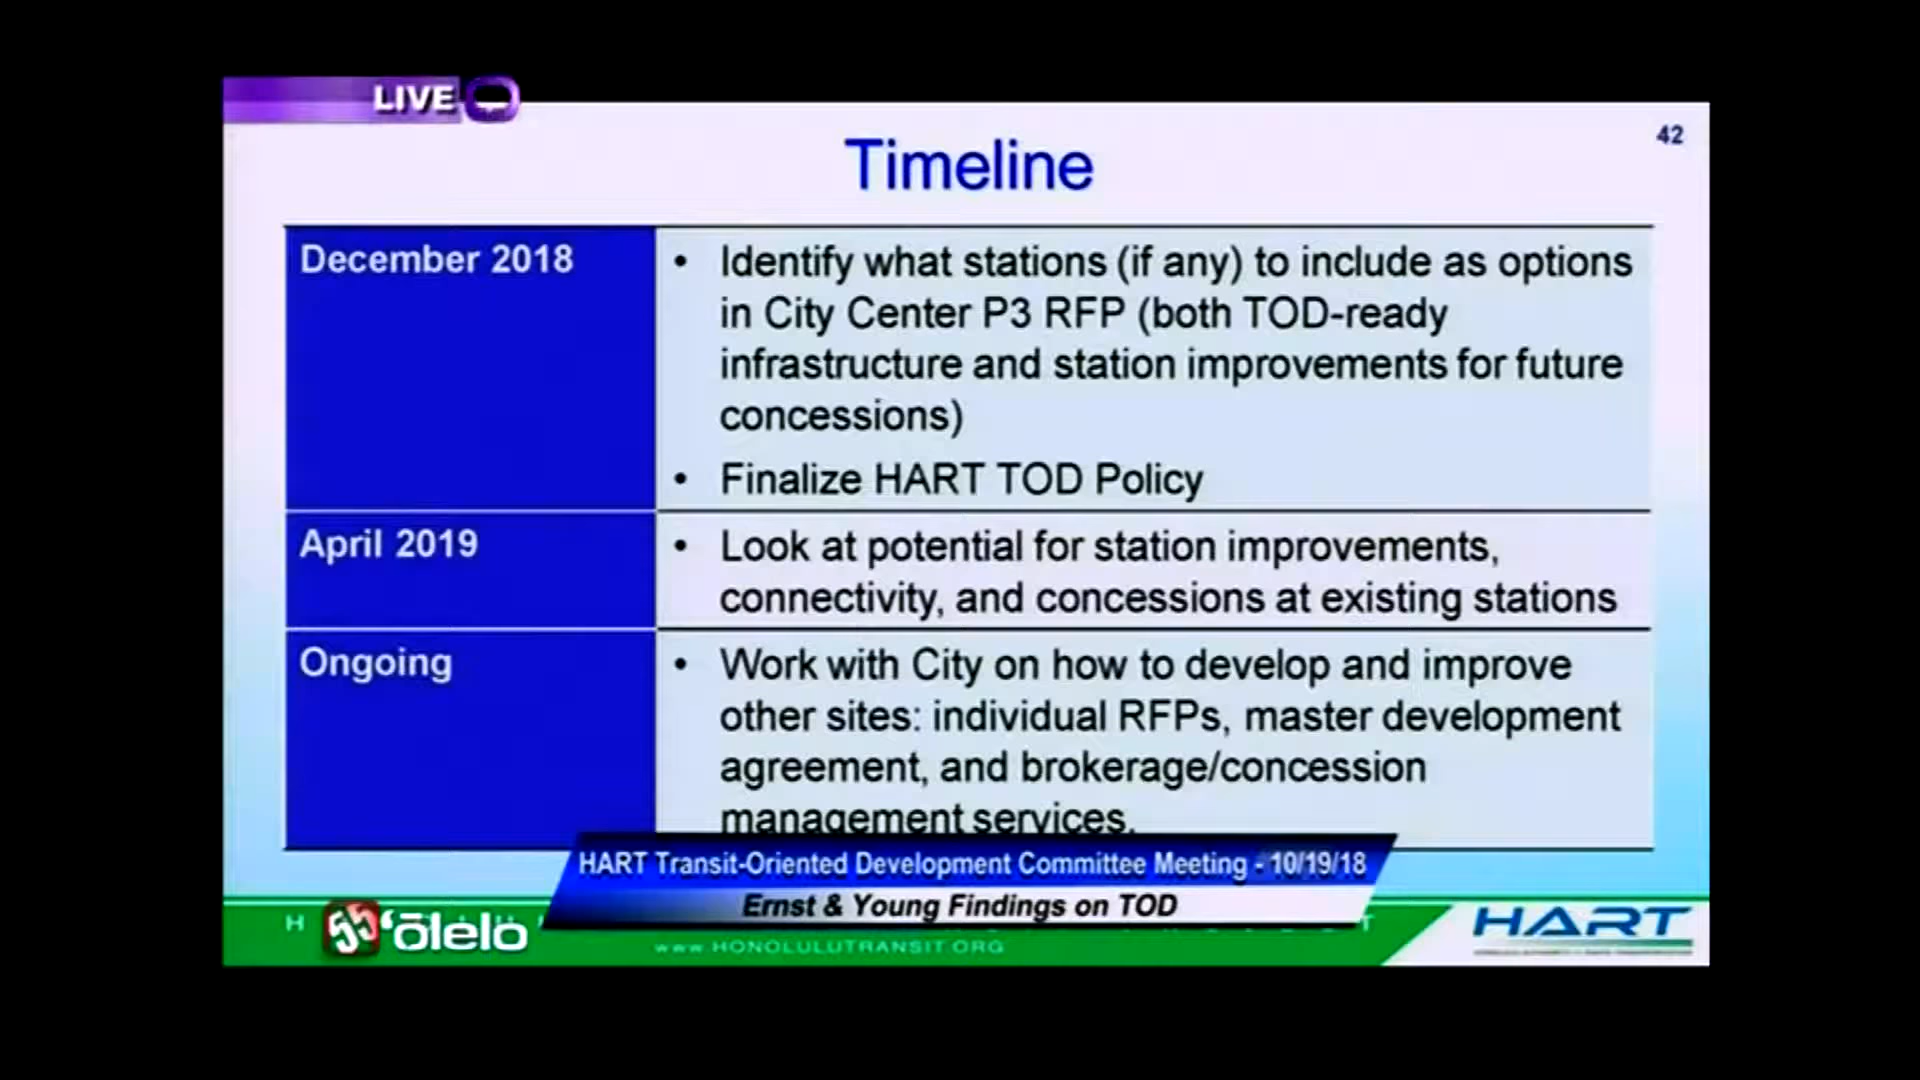 LIVE
42
Timeline
December 2018
• Identify what stations (if any) to include as options
in City Center P3 RFP (both TOD-ready
infrastructure and station improvements for future
concessions)
• Finalize HART TOD Policy
April 2019
• Look at potential for station improvements,
connectivity, and concessions at existing stations
Ongoing
• Work with City on how to develop and improve
other sites: individual RFPs, master development
agreement, and brokerage/concession
management services.
HART Transit-Oriented Development Committee Meeting - 10/19/18
Ernst & Young Findings on TOD
55 ʻōlelo
www.HONOLULUTRANSIT.ORG
HART